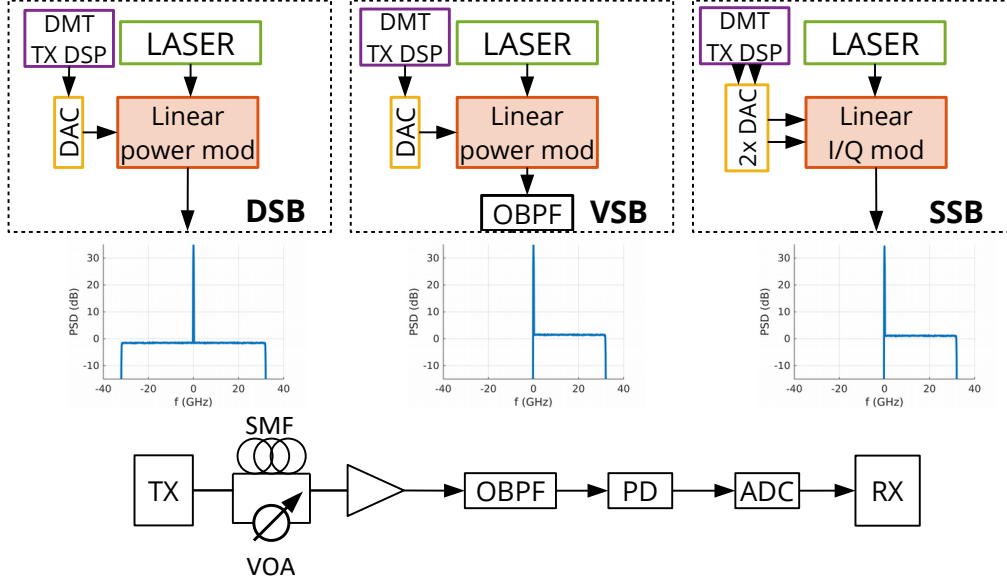 DMT
TX DSP
LASER
DAC
Linear
power mod
DSB
DMT
TX DSP
LASER
DAC
Linear
power mod
OBPF
VSB
DMT
TX DSP
LASER
2x DAC
Linear
I/Q mod
SSB
30
20
10
0
-10
PSD (dB)
-40
-20
0
20
40
f (GHz)
30
20
10
0
-10
PSD (dB)
-40
-20
0
20
40
f (GHz)
30
20
10
0
-10
PSD (dB)
-40
-20
0
20
40
f (GHz)
SMF
TX
VOA
OBPF
PD
ADC
RX